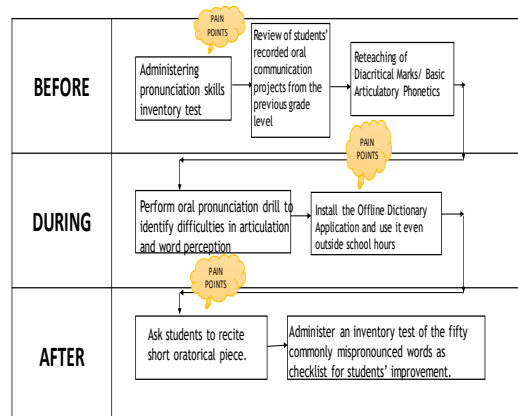 PAIN
POINTS
BEFORE
Administering
pronunciation skills
inventory test
Review of students’
recorded oral
communication
projects from the
previous grade
level
Reteaching of
Diacritical Marks/ Basic
Articulatory Phonetics
PAIN
POINTS
DURING
Perform oral pronunciation drill to
identify difficulties in articulation
and word perception
Install the Offline Dictionary
Application and use it even
outside school hours
PAIN
POINTS
AFTER
Ask students to recite
short oratorical piece.
Administer an inventory test of the fifty
commonly mispronounced words as
checklist for students’ improvement.